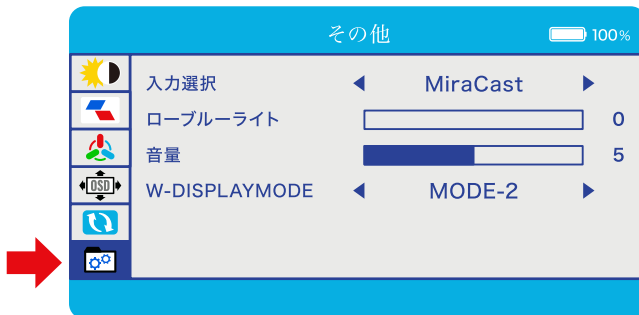 その他 100%
入力選択 MiraCast
ローブルーライト 0
音量 5
OSD
W-DISPLAYMODE MODE-2